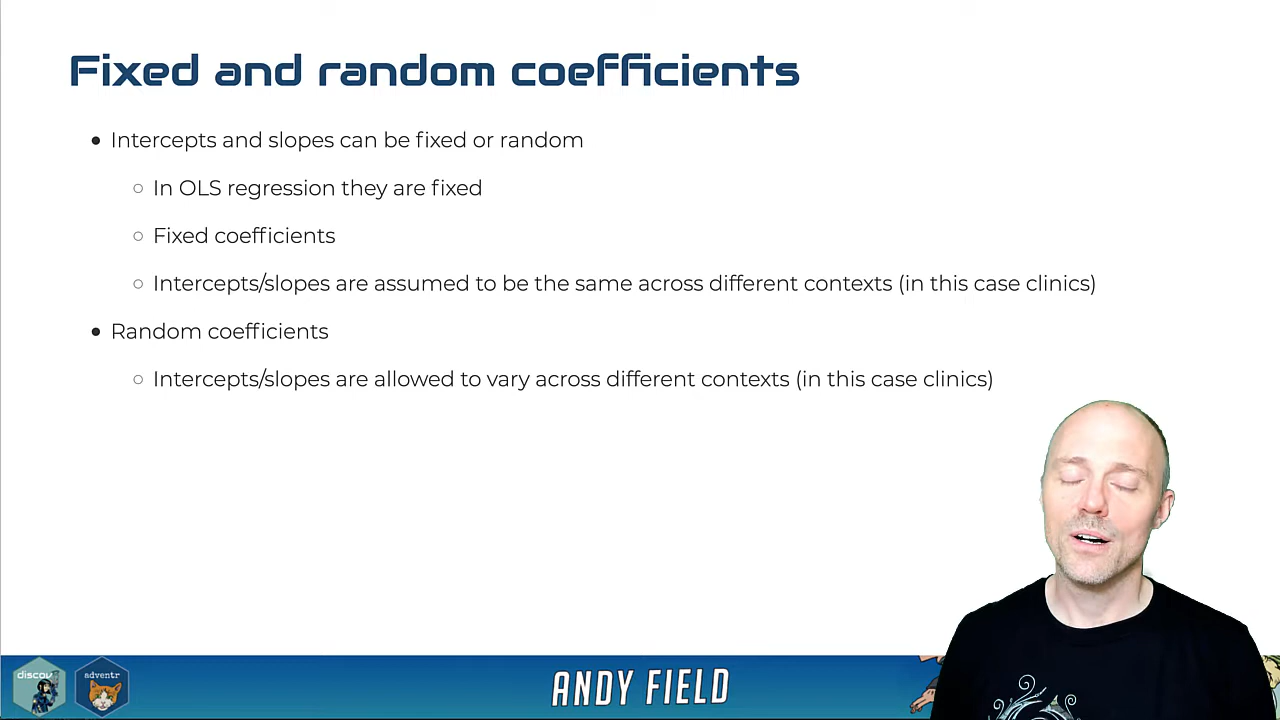 Fixed and random coefficients
Intercepts and slopes can be fixed or random
In OLS regression they are fixed
Fixed coefficients
Intercepts/slopes are assumed to be the same across different contexts (in this case clinics)
Random coefficients
Intercepts/slopes are allowed to vary across different contexts (in this case clinics)
adventr
ANDY FIELD